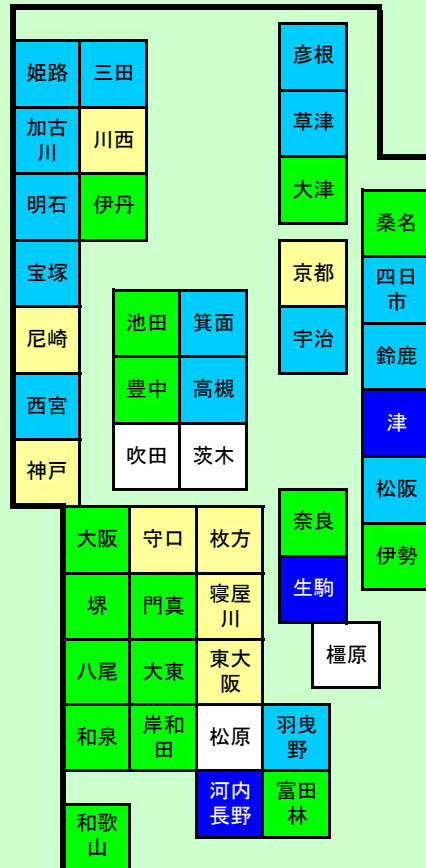 姫路
三田
加古
川
川西
明石
伊丹
宝塚
尼崎
西宮
神戸
彦根
草津
大津
京都
宇治
桑名
四日
市
鈴鹿
津
松阪
伊勢
池田
箕面
豊中
高槻
吹田
茨木
奈良
生駒
橿原
大阪
守口
枚方
堺
門真
寝屋
川
八尾
大東
東大
阪
和泉
岸和
田
松原
羽曳
野
河内
長野
富田
林
和歌
山